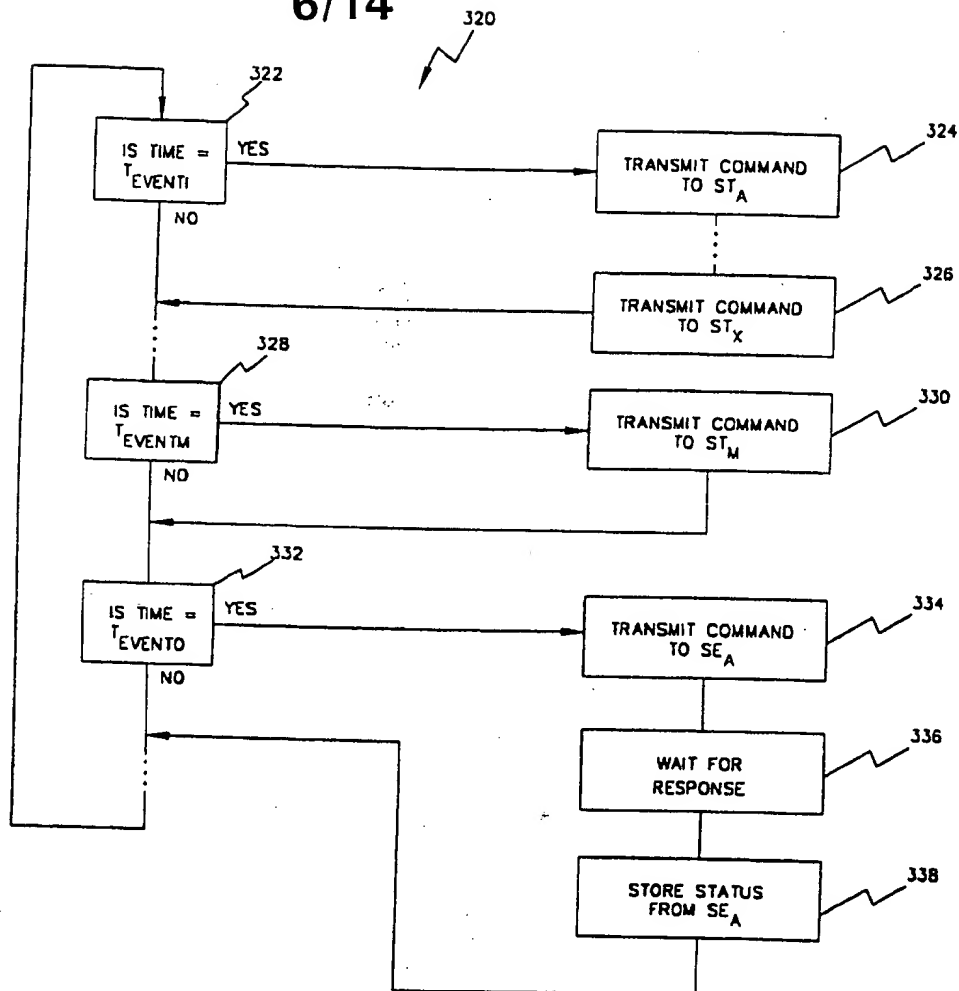 6/14
320
322
IS TIME =
T_EVENT1
YES
NO
324
TRANSMIT COMMAND
TO ST_A
326
TRANSMIT COMMAND
TO ST_X
328
IS TIME =
T_EVENTM
YES
NO
330
TRANSMIT COMMAND
TO ST_M
332
IS TIME =
T_EVENTO
YES
NO
334
TRANSMIT COMMAND
TO SE_A
336
WAIT FOR
RESPONSE
338
STORE STATUS
FROM SE_A